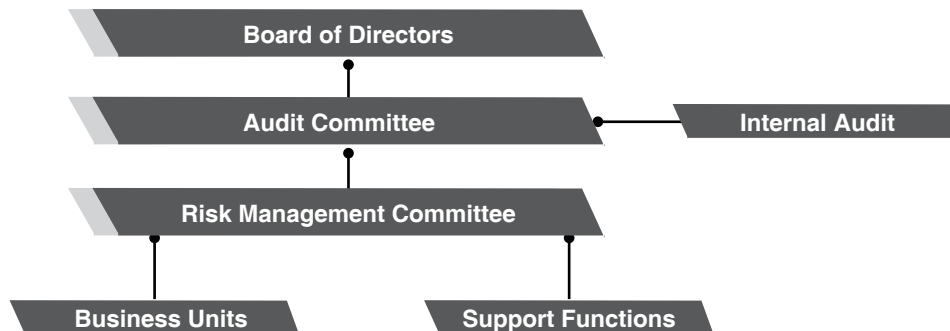 Board of Directors
Audit Committee
Internal Audit
Risk Management Committee
Business Units
Support Functions